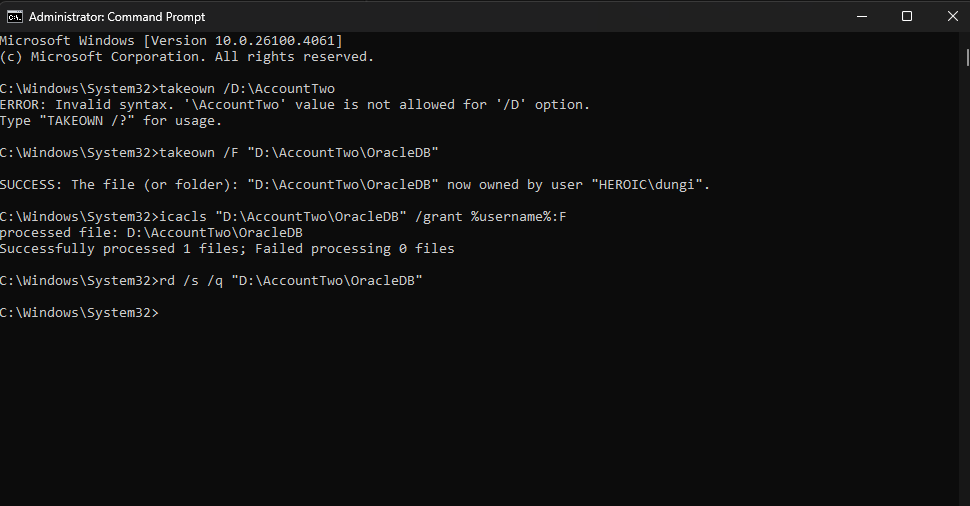 Administrator: Command Prompt
Microsoft Windows [Version 10.0.26100.4061]
(c) Microsoft Corporation. All rights reserved.
C:\Windows\System32>takeown /D:\AccountTwo
ERROR: Invalid syntax. '\AccountTwo' value is not allowed for '/D' option.
Type "TAKEOWN /?" for usage.
C:\Windows\System32>takeown /F "D:\AccountTwo\OracleDB"
SUCCESS: The file (or folder): "D:\AccountTwo\OracleDB" now owned by user "HEROIC\dungi".
C:\Windows\System32>icacls "D:\AccountTwo\OracleDB" /grant %username%:F
processed file: D:\AccountTwo\OracleDB
Successfully processed 1 files; Failed processing 0 files
C:\Windows\System32>rd /s /q "D:\AccountTwo\OracleDB"
C:\Windows\System32>